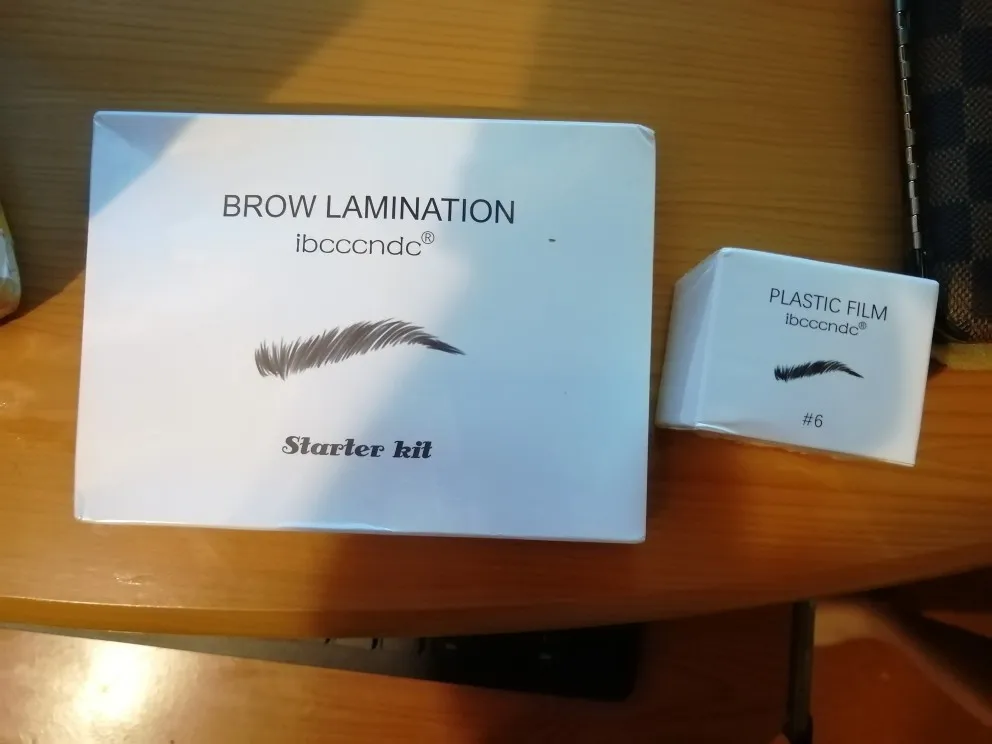 BROW LAMINATION
ibcccndc®
Starter kit
PLASTIC FILM
ibcccndc®
#6